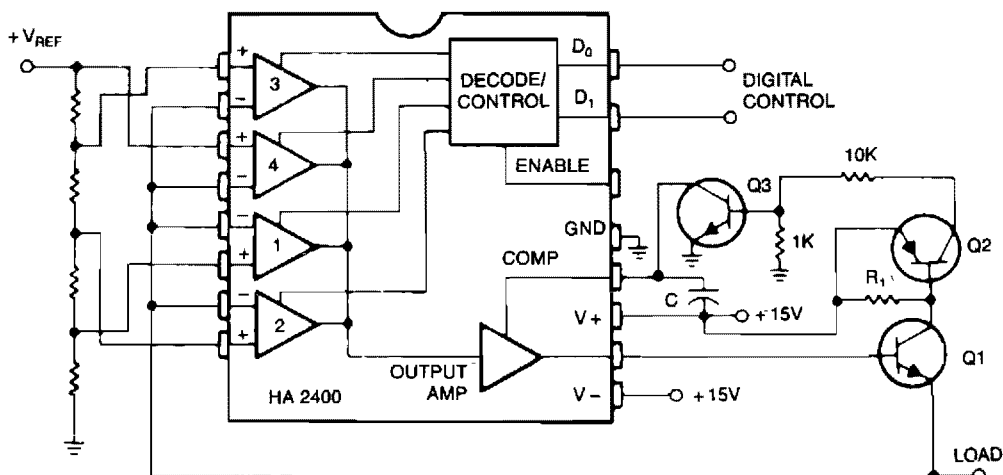 + VREF
+
3
−
+
4
−
−
1
+
−
2
+
DECODE/
CONTROL
D0
D1
DIGITAL
CONTROL
ENABLE
GND
COMP
C
V +
+ 15V
V −
+ 15V
OUTPUT
AMP
HA 2400
Q3
10K
1K
Q2
R1
Q1
LOAD